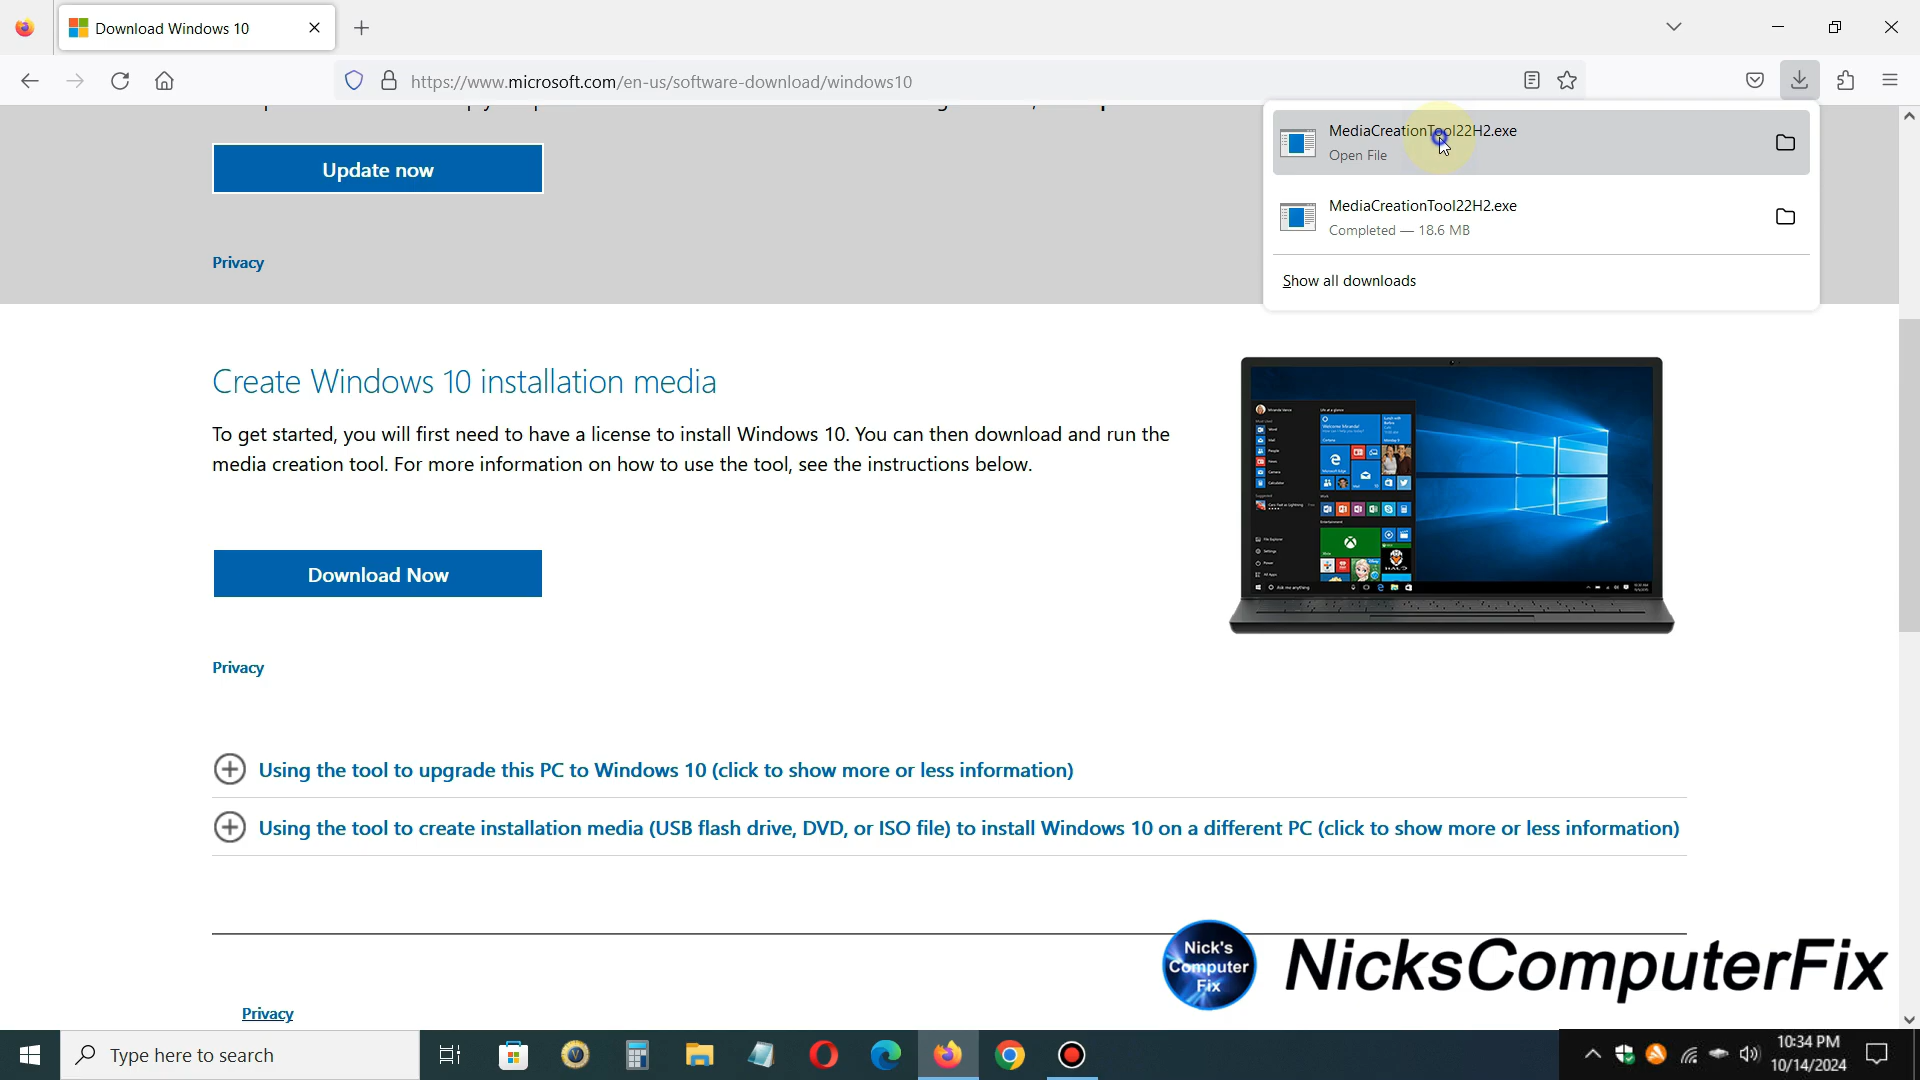 Download Windows 10
https://www.microsoft.com/en-us/software-download/windows10
MediaCreationTool22H2.exe
Open File
MediaCreationTool22H2.exe
Completed — 18.6 MB
Show all downloads
Update now
Privacy
Create Windows 10 installation media
To get started, you will first need to have a license to install Windows 10. You can then download and run the
media creation tool. For more information on how to use the tool, see the instructions below.
Download Now
Privacy
Using the tool to upgrade this PC to Windows 10 (click to show more or less information)
Using the tool to create installation media (USB flash drive, DVD, or ISO file) to install Windows 10 on a different PC (click to show more or less information)
Nick's
Computer
Fix
NicksComputerFix
Privacy
Type here to search
10:34 PM
10/14/2024